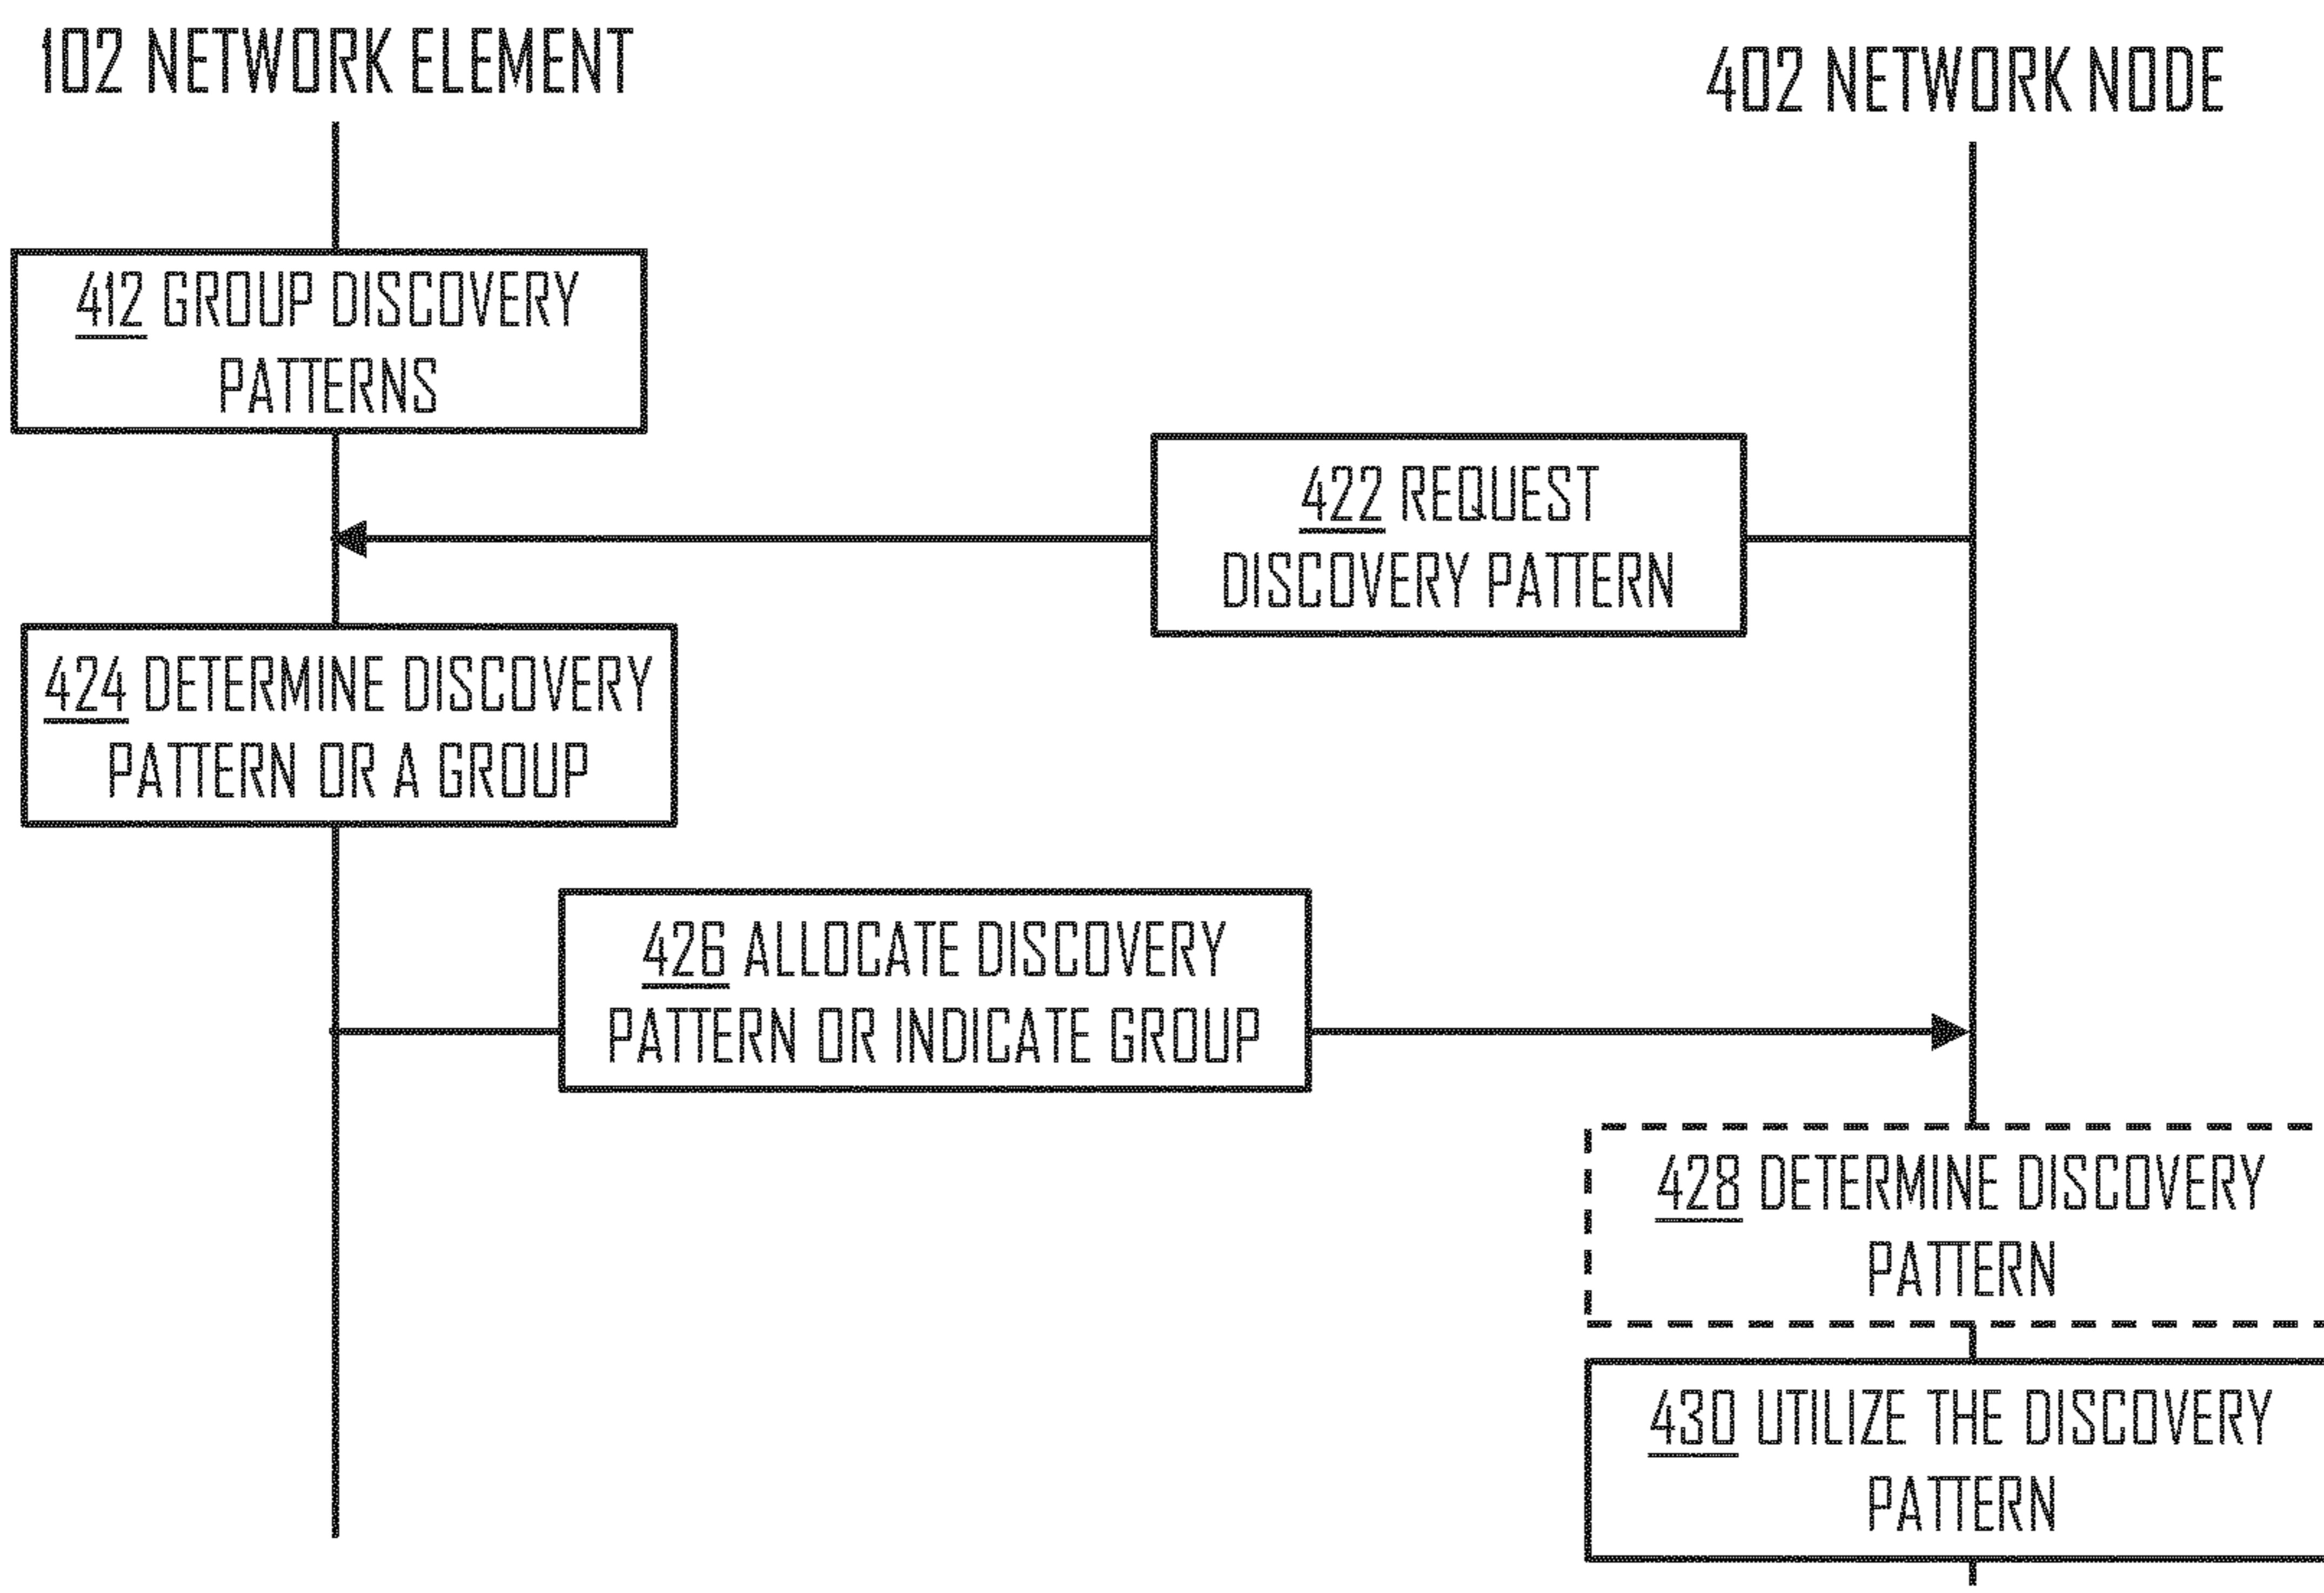 102 NETWORK ELEMENT
402 NETWORK NODE
412 GROUP DISCOVERY
PATTERNS
422 REQUEST
DISCOVERY PATTERN
424 DETERMINE DISCOVERY
PATTERN OR A GROUP
426 ALLOCATE DISCOVERY
PATTERN OR INDICATE GROUP
428 DETERMINE DISCOVERY
PATTERN
430 UTILIZE THE DISCOVERY
PATTERN